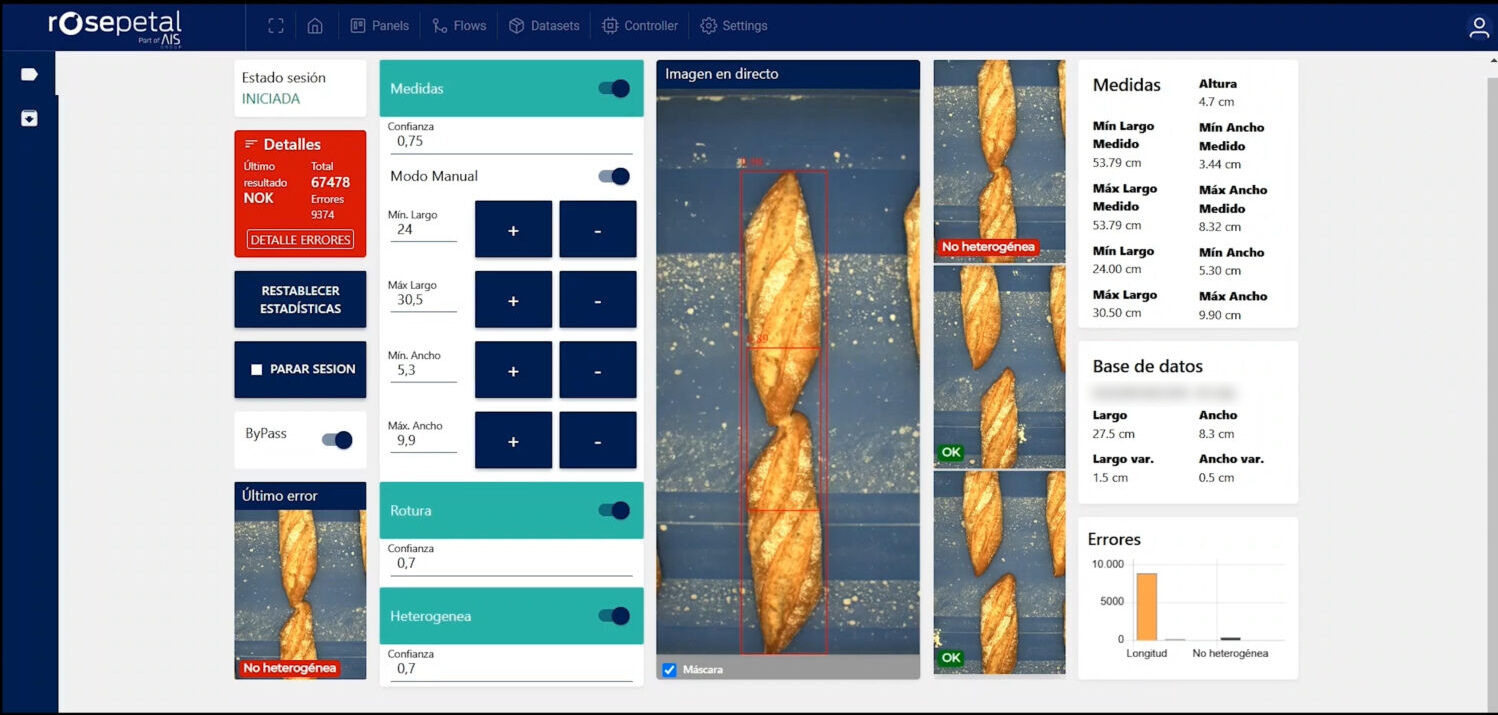 rosepetal
Part of AIS
GROUP
Panels
Flows
Datasets
Controller
Settings
Estado sesión
INICIADA
Detalles
Último
resultado
NOK
Total
67478
Errores
9374
DETALLE ERRORES
RESTABLECER
ESTADÍSTICAS
PARAR SESION
ByPass
Último error
No heterogénea
Medidas
Confianza
0,75
Modo Manual
Mín. Largo
24
+ -
Máx Largo
30,5
+ -
Mín. Ancho
5,3
+ -
Máx. Ancho
9,9
+ -
Rotura
Confianza
0,7
Heterogenea
Confianza
0,7
Imagen en directo
Máscara
No heterogénea
OK
OK
Medidas
Altura
4.7 cm
Mín Largo
Medido
53.79 cm
Mín Ancho
Medido
3.44 cm
Máx Largo
Medido
53.79 cm
Máx Ancho
Medido
8.32 cm
Mín Largo
24.00 cm
Mín Ancho
5.30 cm
Máx Largo
30.50 cm
Máx Ancho
9.90 cm
Base de datos
Largo
27.5 cm
Ancho
8.3 cm
Largo var.
1.5 cm
Ancho var.
0.5 cm
Errores
10.000
5000
0
Longitud
No heterogénea